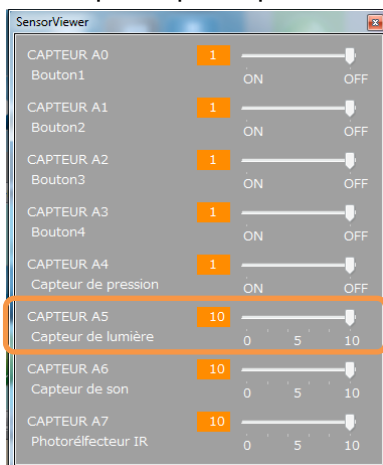 SensorViewer
CAPTEUR A0 1
Bouton1 ON OFF
CAPTEUR A1 1
Bouton2 ON OFF
CAPTEUR A2 1
Bouton3 ON OFF
CAPTEUR A3 1
Bouton4 ON OFF
CAPTEUR A4 1
Capteur de pression ON OFF
CAPTEUR A5 10
Capteur de lumière 0 5 10
CAPTEUR A6 10
Capteur de son 0 5 10
CAPTEUR A7 10
Photorélfecteur IR 0 5 10